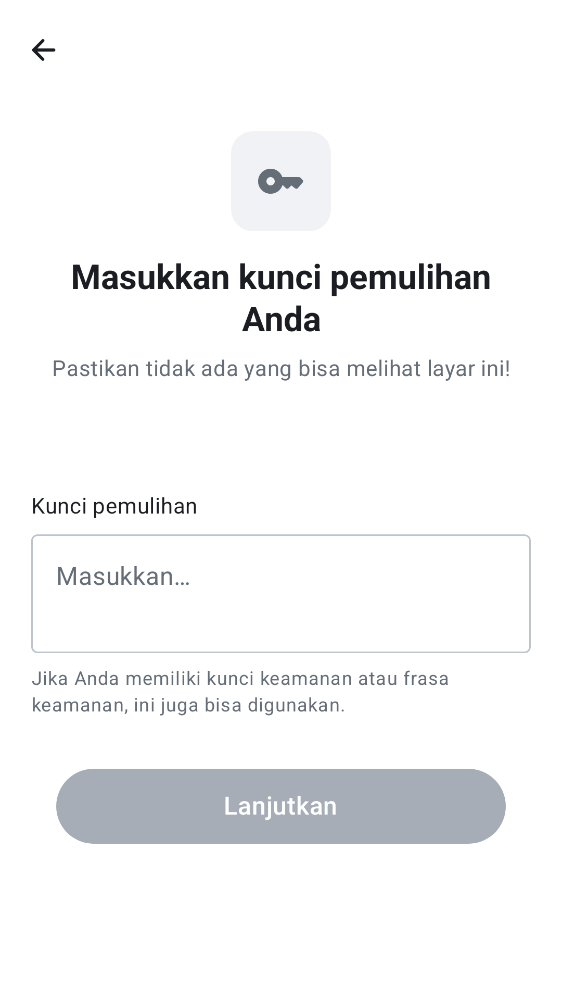 Masukkan kunci pemulihan
Anda
Pastikan tidak ada yang bisa melihat layar ini!
Kunci pemulihan
Masukkan…
Jika Anda memiliki kunci keamanan atau frasa
keamanan, ini juga bisa digunakan.
Lanjutkan